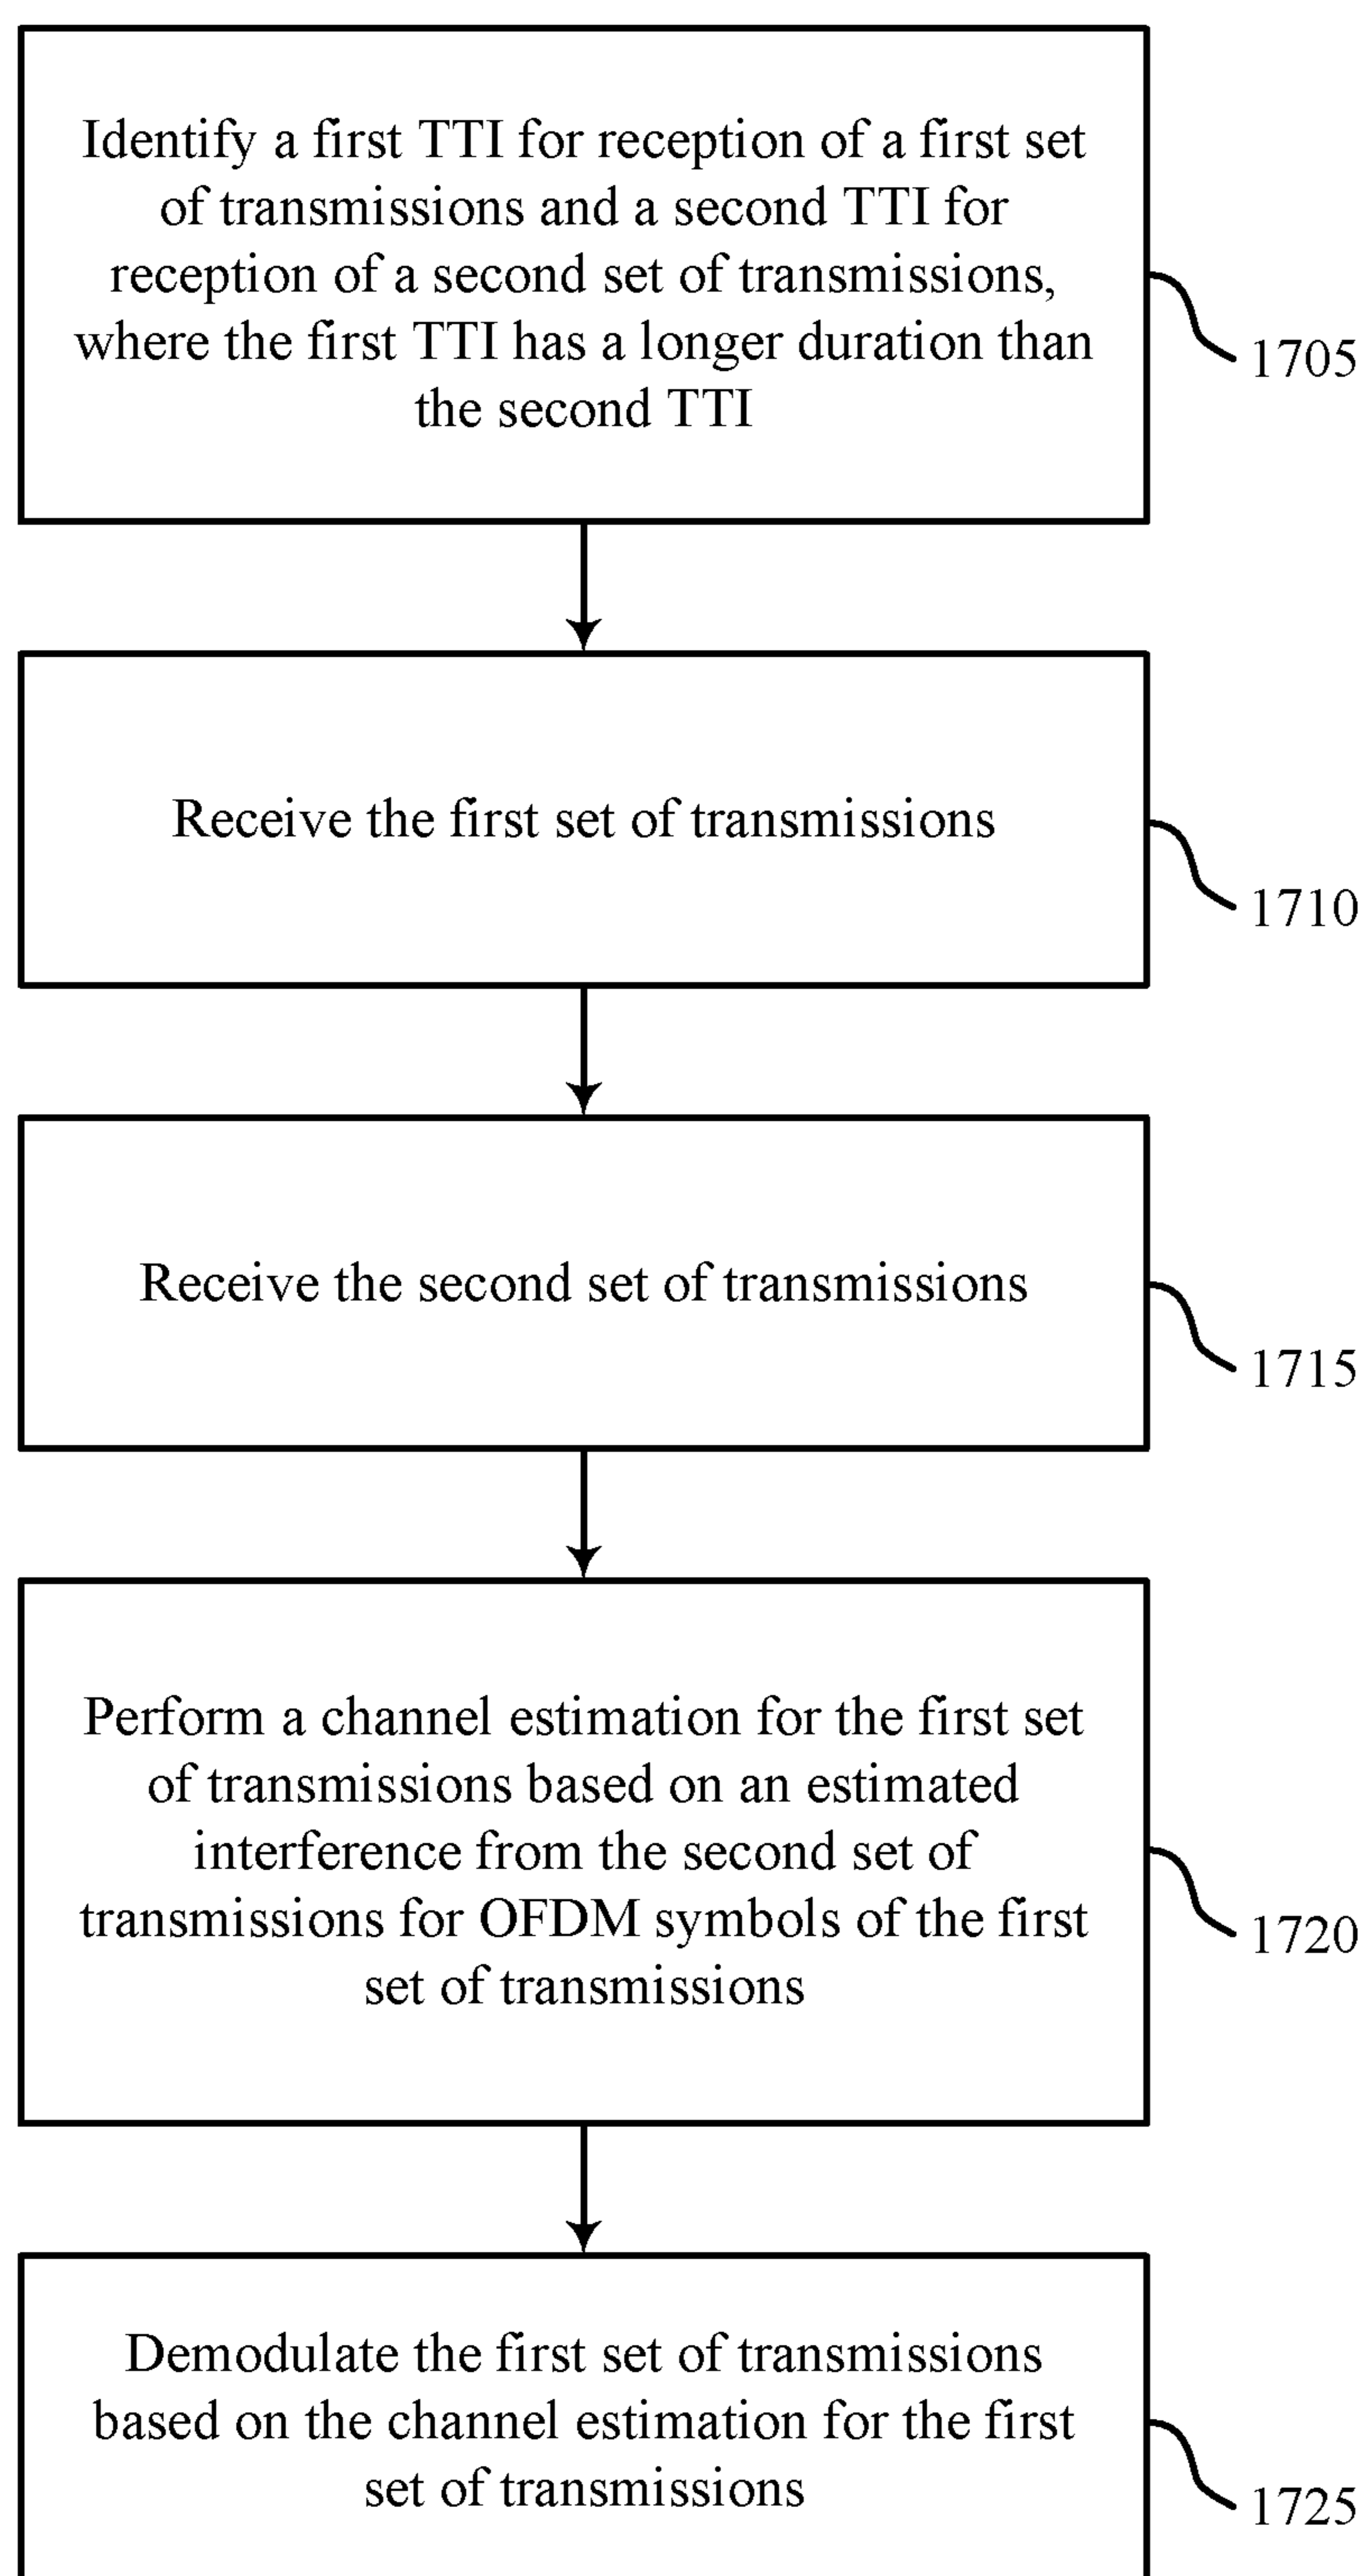 Identify a first TTI for reception of a first set
of transmissions and a second TTI for
reception of a second set of transmissions,
where the first TTI has a longer duration than
the second TTI
1705
Receive the first set of transmissions
1710
Receive the second set of transmissions
1715
Perform a channel estimation for the first set
of transmissions based on an estimated
interference from the second set of
transmissions for OFDM symbols of the first
set of transmissions
1720
Demodulate the first set of transmissions
based on the channel estimation for the first
set of transmissions
1725